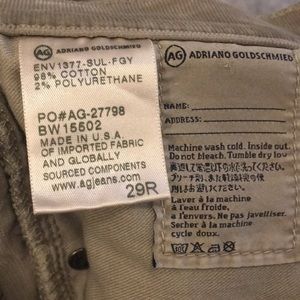 AG ADRIANO GOLDSCHMIED
ENV1377-SUL-FGY
98% COTTON
2% POLYURETHANE
PO#AG-27798
BW15502
MADE IN U.S.A.
OF IMPORTED FABRIC
AND GLOBALLY
SOURCED COMPONENTS
www.agjeans.com
29R
AG ADRIANO GOLDSCHMIED
NAME:
ADDRESS:
Machine wash cold. Inside out.
Do not bleach. Tumble dry low
Laver à la machine
à l'eau froide,
à l'envers. Ne pas javelliser.
Sécher à la machine
cycle doux.